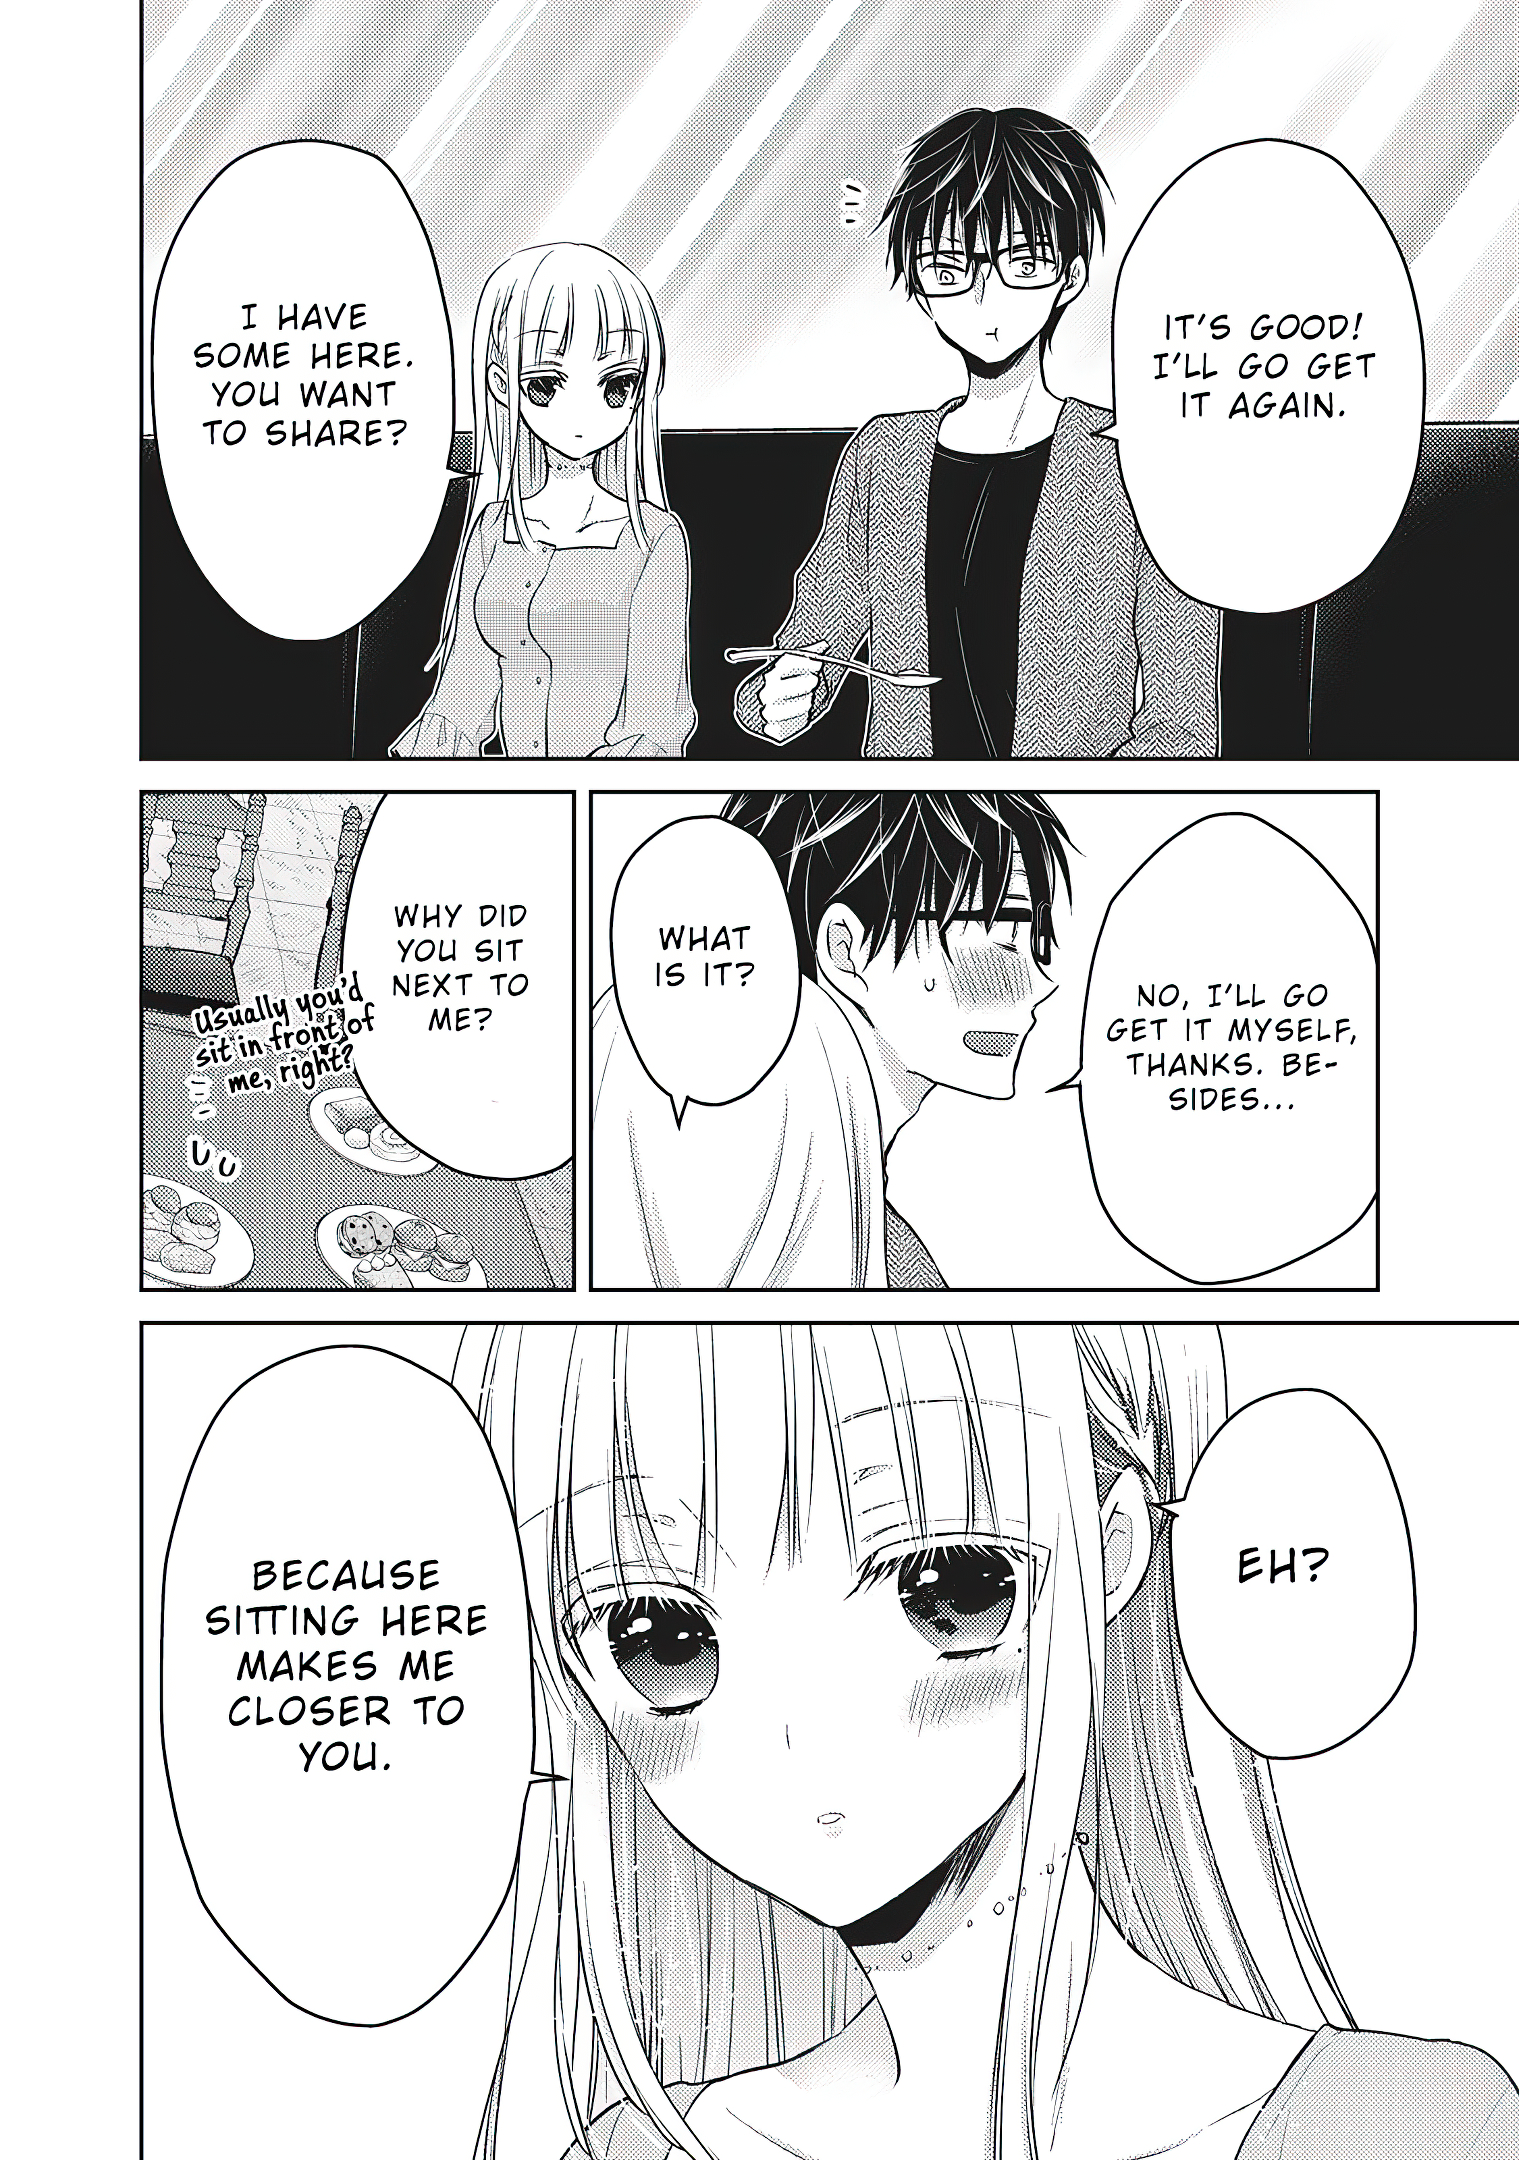 IT'S GOOD!
I'LL GO GET
IT AGAIN.
I HAVE
SOME HERE.
YOU WANT
TO SHARE?
NO, I'LL GO
GET IT MYSELF,
THANKS. BE-
SIDES...
WHAT
IS IT?
WHY DID
YOU SIT
NEXT TO
ME?
Usually you'd
sit in front of
me, right?
EH?
BECAUSE
SITTING HERE
MAKES ME
CLOSER TO
YOU.